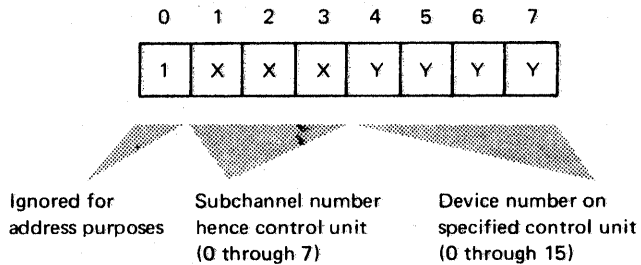 0 1 2 3 4 5 6 7
1 X X X Y Y Y Y
Ignored for
address purposes
Subchannel number
hence control unit
(0 through 7)
Device number on
specified control unit
(0 through 15)